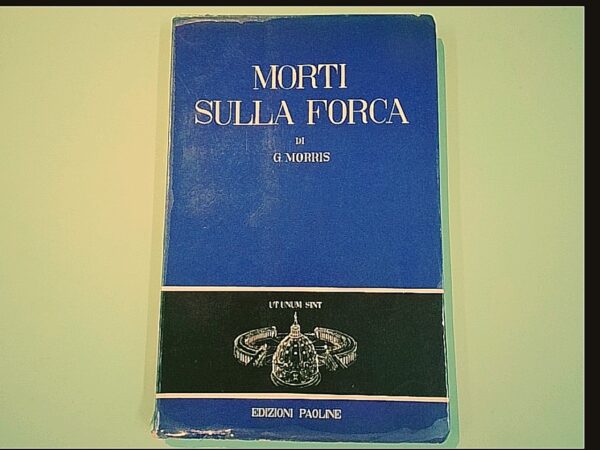 MORTI
SULLA FORCA
DI
G. MORRIS
UT UNUM SINT
EDIZIONI PAOLINE